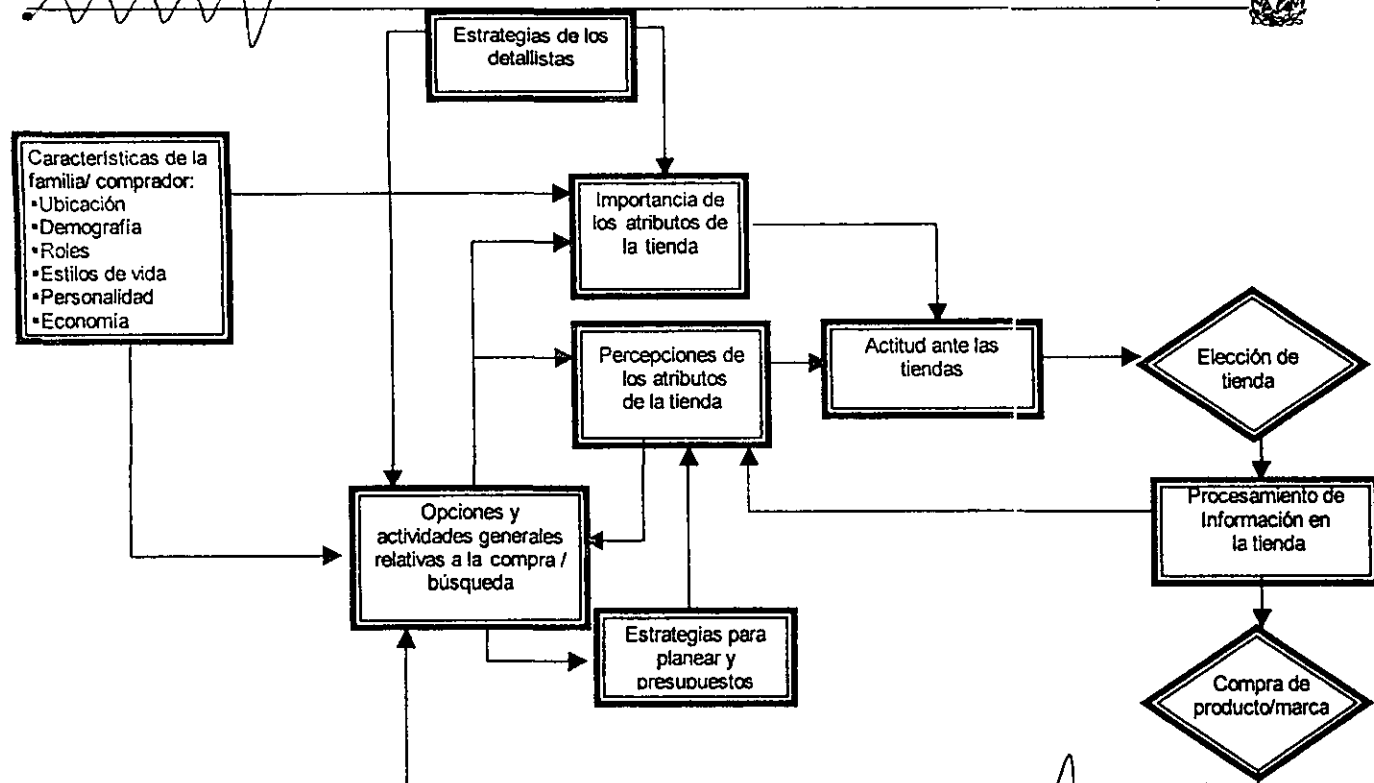 Estrategias de los
detallistas
Características de la
familia/ comprador:
▪Ubicación
▪Demografía
▪Roles
▪Estilos de vida
▪Personalidad
▪Economía
Importancia de
los atributos de
la tienda
Percepciones de
los atributos
de la tienda
Actitud ante las
tiendas
Elección de
tienda
Opciones y
actividades generales
relativas a la compra /
búsqueda
Procesamiento de
Información en
la tienda
Estrategias para
planear y
presupuestos
Compra de
producto/marca